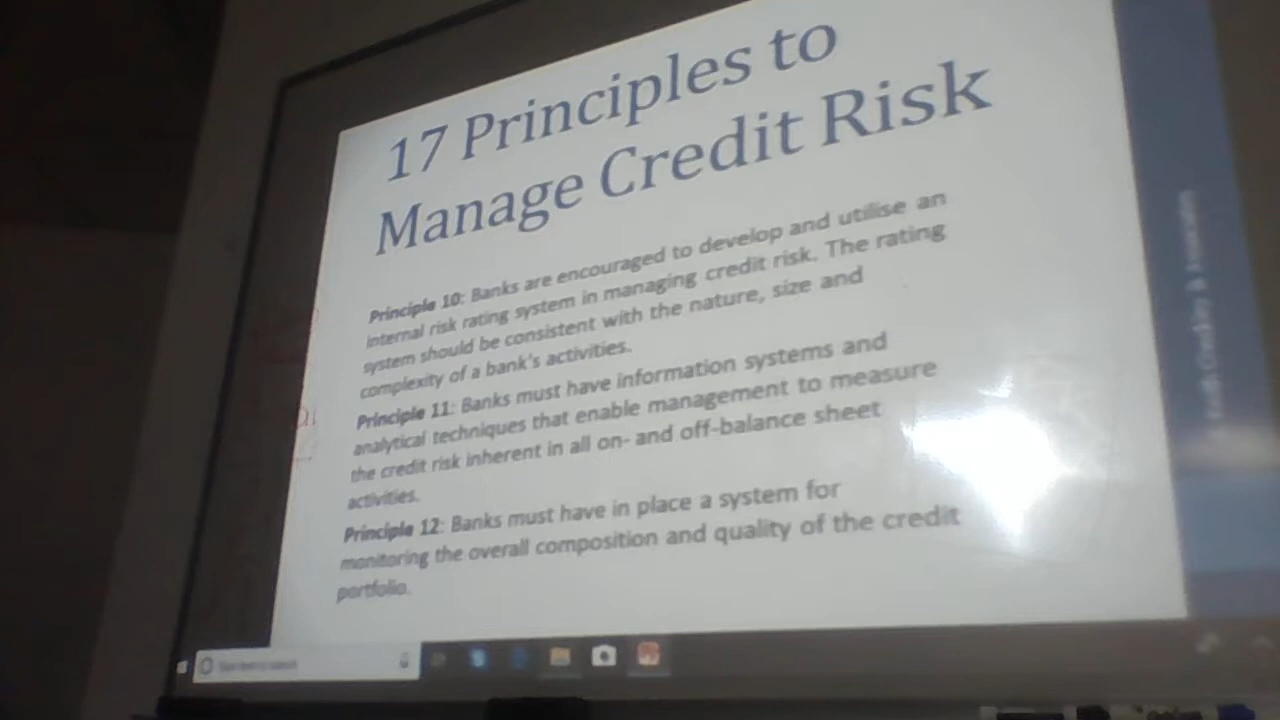 17 Principles to
Manage Credit Risk
Principle 10: Banks are encouraged to develop and utilise an
internal risk rating system in managing credit risk. The rating
system should be consistent with the nature, size and
complexity of a bank's activities.
Principle 11: Banks must have information systems and
analytical techniques that enable management to measure
the credit risk inherent in all on- and off-balance sheet
activities.
Principle 12: Banks must have in place a system for
monitoring the overall composition and quality of the credit
portfolio.